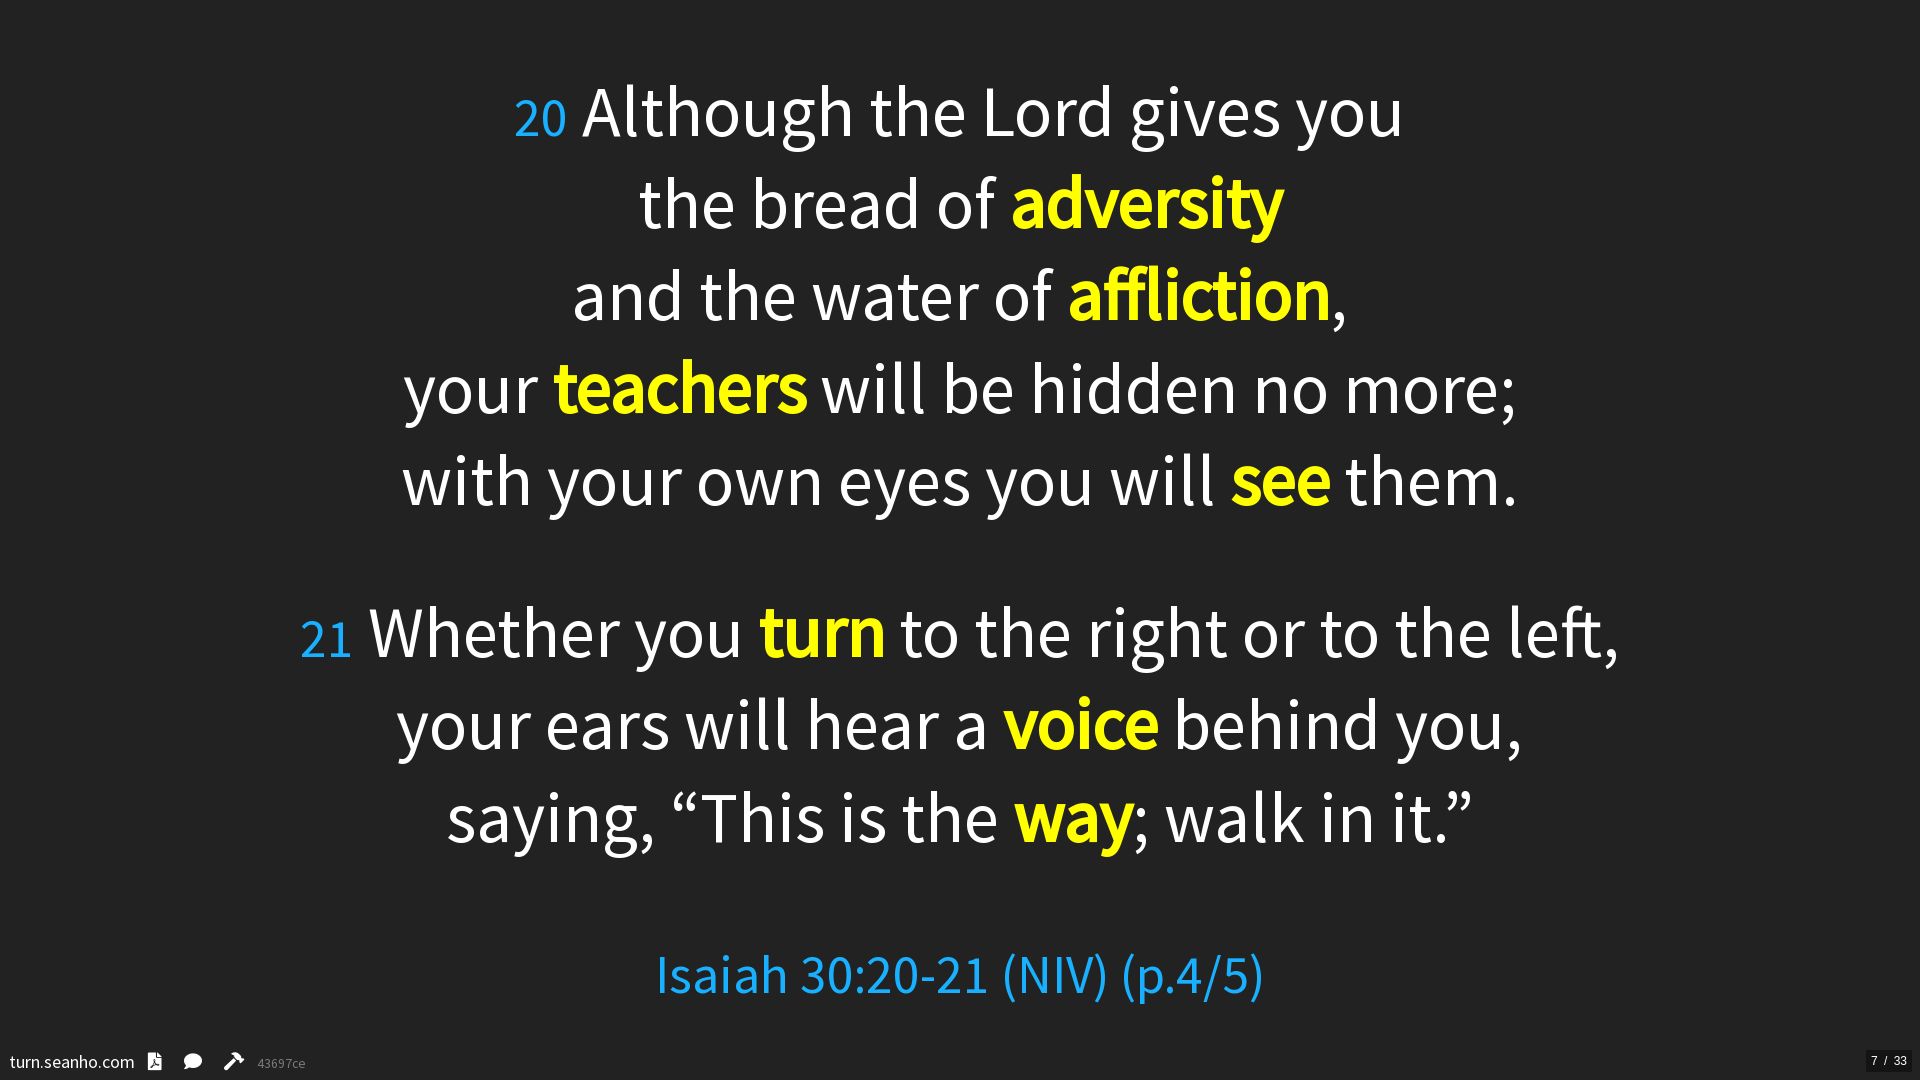 20 Although the Lord gives you
the bread of adversity
and the water of affliction,
your teachers will be hidden no more;
with your own eyes you will see them.
21 Whether you turn to the right or to the left,
your ears will hear a voice behind you,
saying, “This is the way; walk in it.”
Isaiah 30:20-21 (NIV) (p.4/5)
turn.seanho.com 43697ce
7 / 33